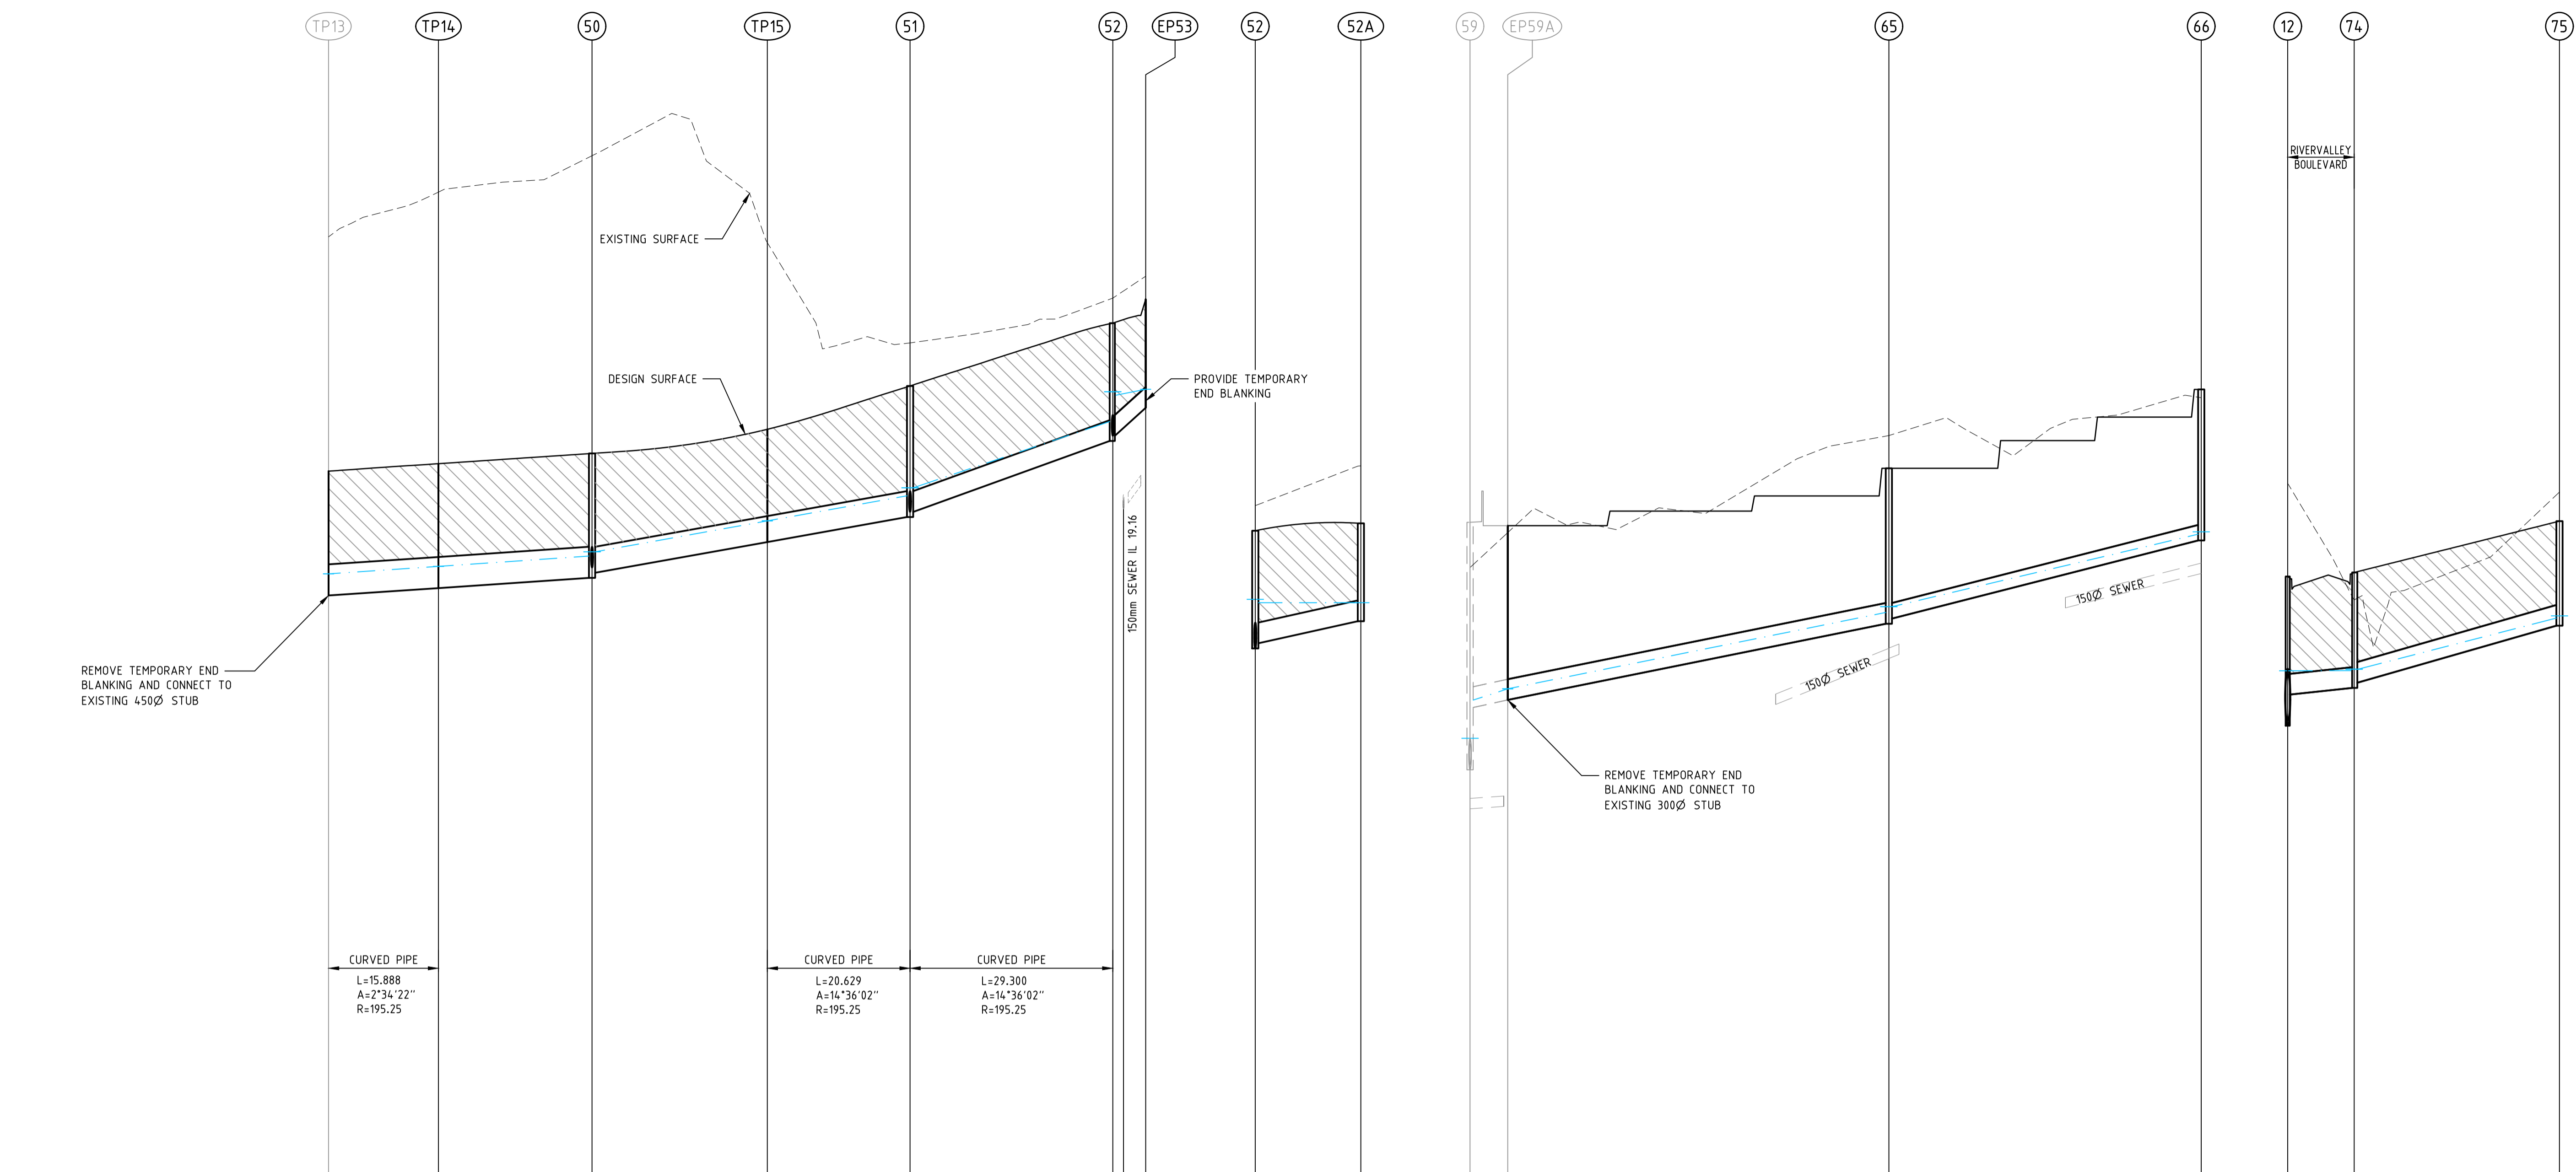 TP13
TP14
50
TP15
51
52
EP53
52
52A
59
EP59A
65
66
12
74
75
RIVERVALLEY
BOULEVARD
EXISTING SURFACE
DESIGN SURFACE
PROVIDE TEMPORARY
END BLANKING
150mm SEWER IL 19.16
150Ø SEWER
150Ø SEWER
REMOVE TEMPORARY END
BLANKING AND CONNECT TO
EXISTING 450Ø STUB
REMOVE TEMPORARY END
BLANKING AND CONNECT TO
EXISTING 300Ø STUB
CURVED PIPE
L=15.888
A=2°34'22"
R=195.25
CURVED PIPE
L=20.629
A=14°36'02"
R=195.25
CURVED PIPE
L=29.300
A=14°36'02"
R=195.25